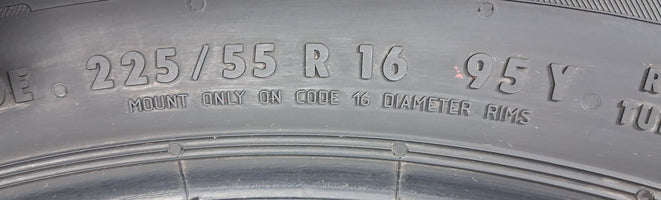 225/55 R 16 95 Y
MOUNT ONLY ON CODE 16 DIAMETER RIMS